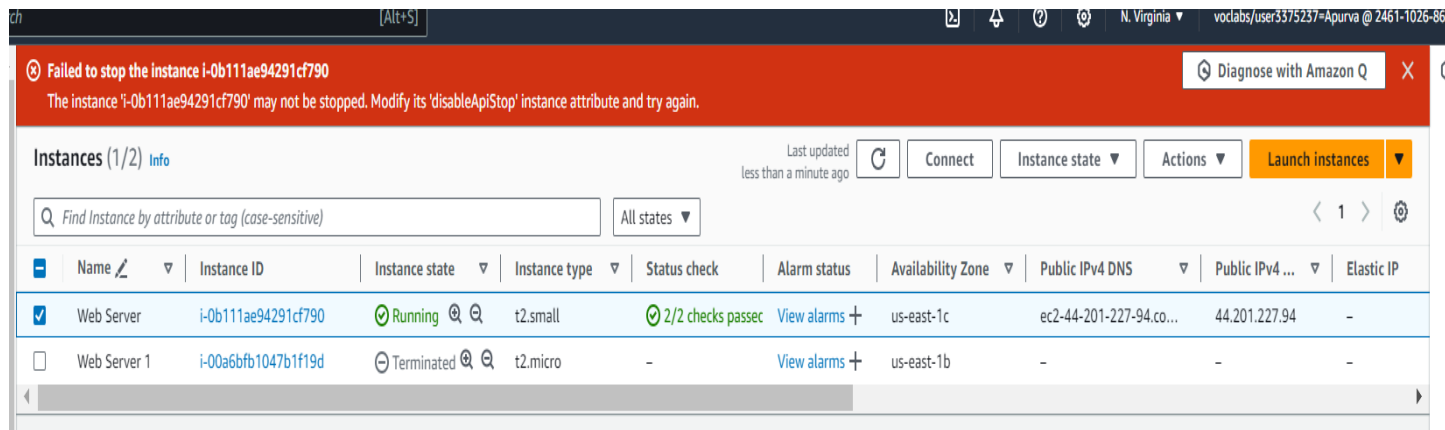 ch [Alt+S] N. Virginia ▼ voclabs/user3375237=Apurva @ 2461-1026-86
Failed to stop the instance i-0b111ae94291cf790 Diagnose with Amazon Q
The instance 'i-0b111ae94291cf790' may not be stopped. Modify its 'disableApiStop' instance attribute and try again.
Instances (1/2) Info Last updated less than a minute ago Connect Instance state ▼ Actions ▼ Launch instances ▼
Find Instance by attribute or tag (case-sensitive) All states ▼ 1
Name Instance ID Instance state Instance type Status check Alarm status Availability Zone Public IPv4 DNS Public IPv4 ... Elastic IP
Web Server i-0b111ae94291cf790 Running t2.small 2/2 checks passec View alarms + us-east-1c ec2-44-201-227-94.co... 44.201.227.94 –
Web Server 1 i-00a6bfb1047b1f19d Terminated t2.micro – View alarms + us-east-1b – – –